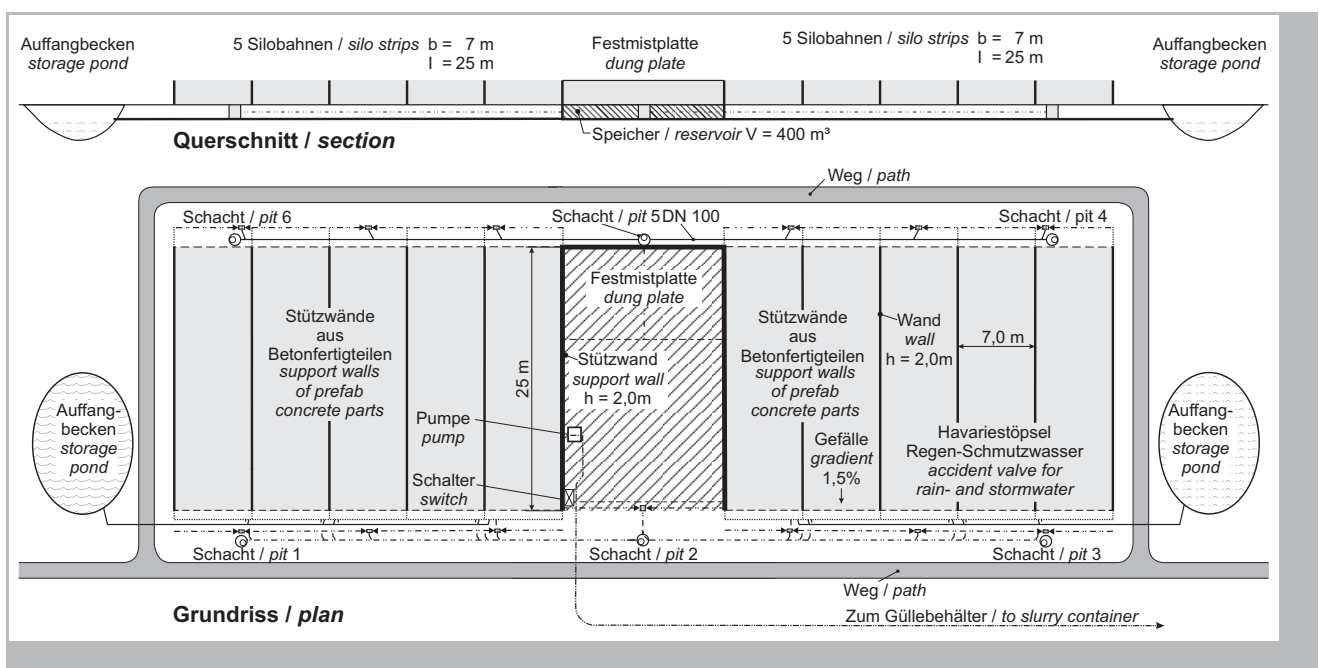 Auffangbecken
storage pond
5 Silobahnen / silo strips b = 7 m
l = 25 m
Festmistplatte
dung plate
5 Silobahnen / silo strips b = 7 m
l = 25 m
Auffangbecken
storage pond
Speicher / reservoir V = 400 m³
Querschnitt / section
Weg / path
Schacht / pit 6
Schacht / pit 5
DN 100
Schacht / pit 4
Festmistplatte
dung plate
Stützwände
aus
Betonfertigteilen
support walls
of prefab
concrete parts
25 m
Stützwand
support wall
h = 2,0m
Stützwände
aus
Betonfertigteilen
support walls
of prefab
concrete parts
Wand
wall
h = 2,0m
7,0 m
Auffang-
becken
storage
pond
Pumpe
pump
Schalter
switch
Gefälle
gradient
1,5%
Havariestöpsel
Regen-Schmutzwasser
accident valve for
rain- and stormwater
Auffang-
becken
storage
pond
Schacht / pit 1
Schacht / pit 2
Schacht / pit 3
Weg / path
Grundriss / plan
Zum Güllebehälter / to slurry container